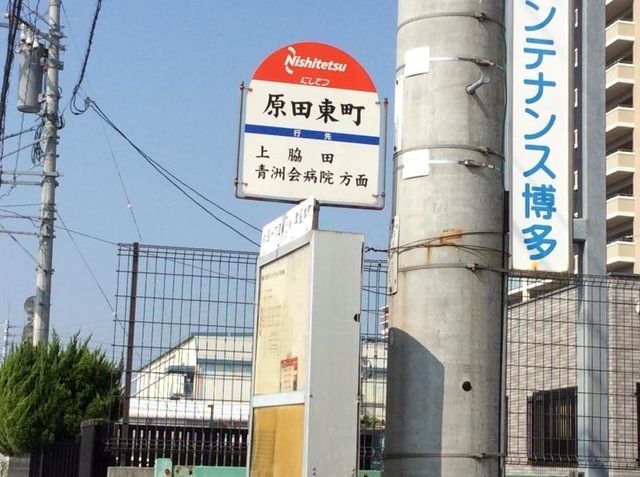 Nishitetsu
にしてつ
原田東町
行先
上脇田
青洲会病院 方面
ンテナンス博多